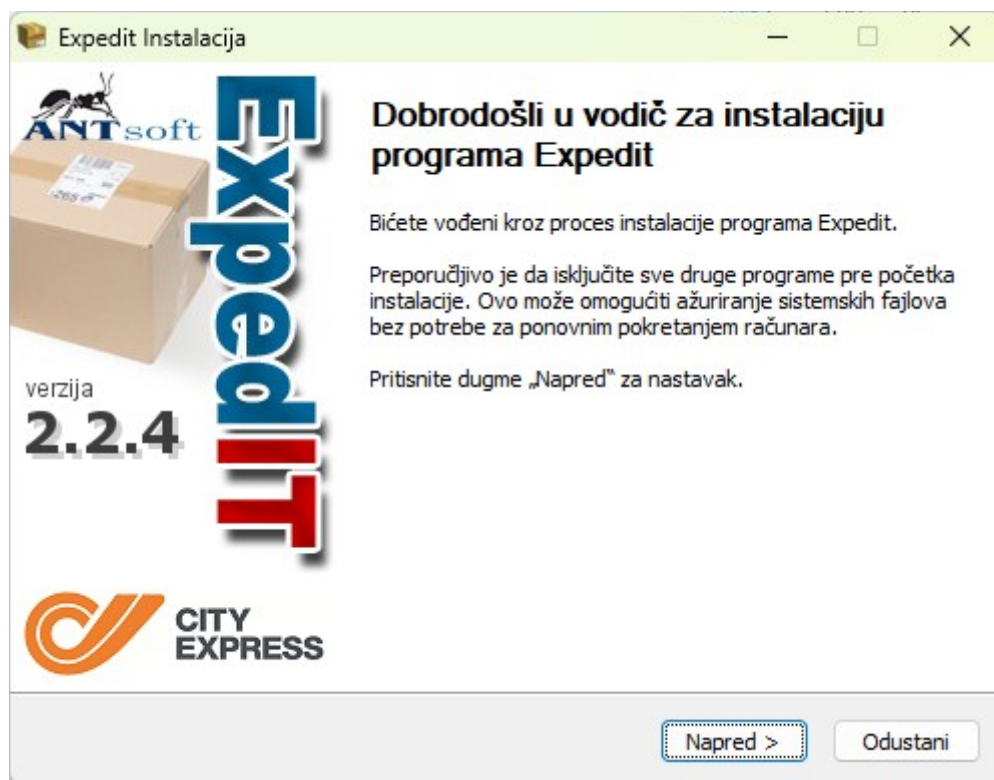 Expedit Instalacija
ANTsoft
265
ExpedIT
verzija
2.2.4
CITY
EXPRESS
Dobrodošli u vodič za instalaciju
programa Expedit
Bićete vođeni kroz proces instalacije programa Expedit.
Preporučljivo je da isključite sve druge programe pre početka
instalacije. Ovo može omogućiti ažuriranje sistemskih fajlova
bez potrebe za ponovnim pokretanjem računara.
Pritisnite dugme „Napred“ za nastavak.
Napred >
Odustani